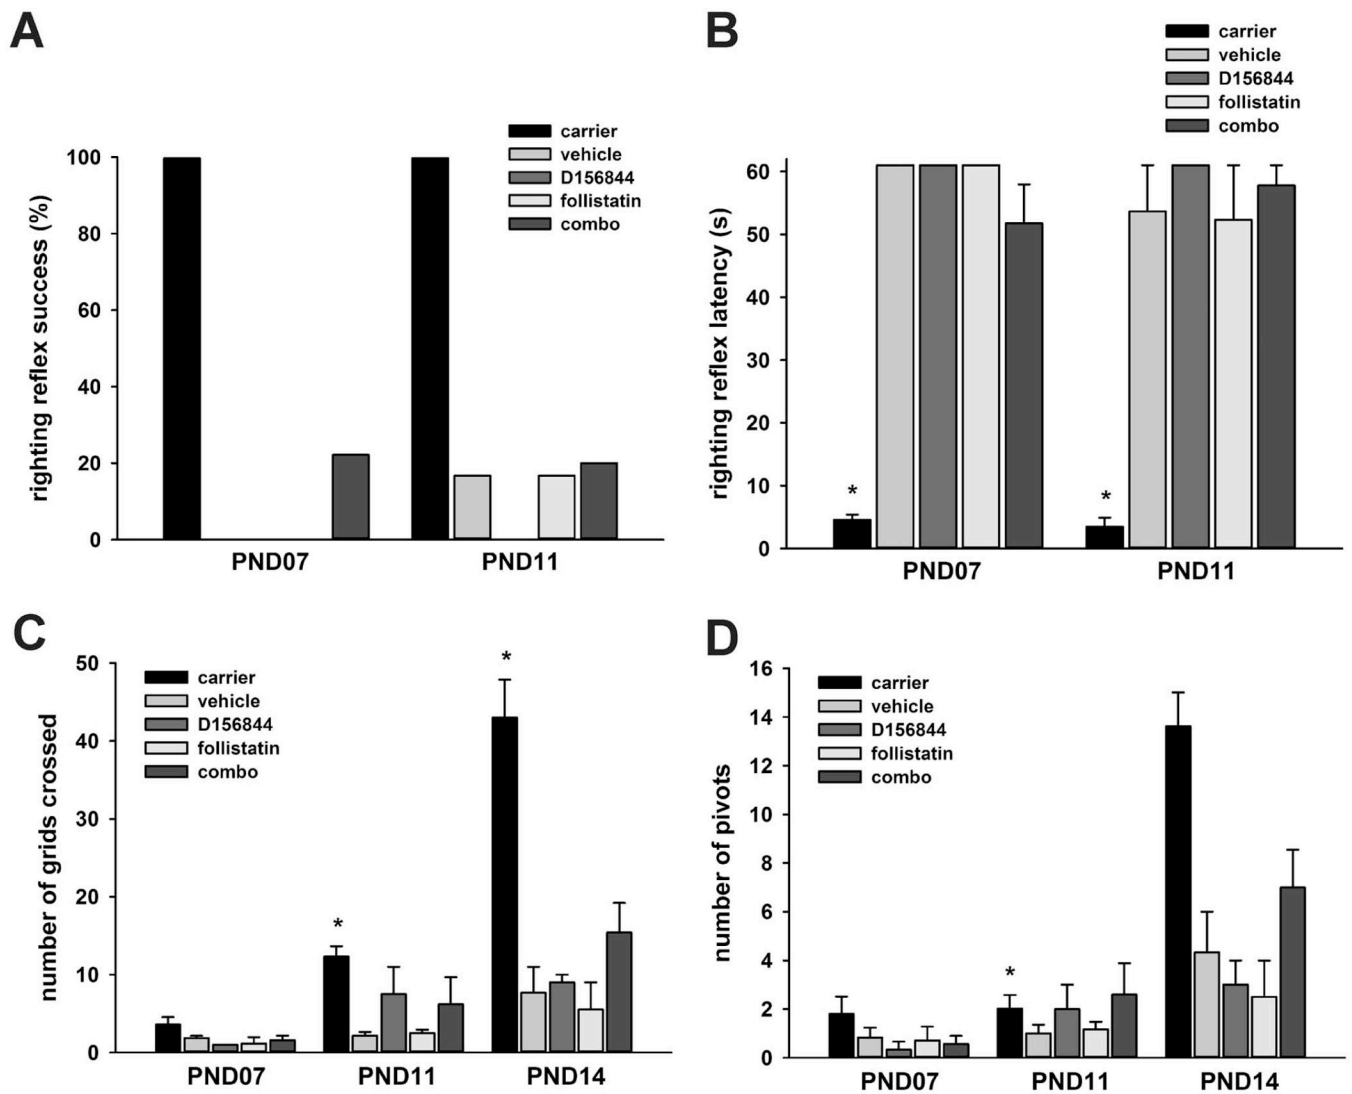 A
carrier
vehicle
D156844
follistatin
combo
righting reflex success (%)
100
80
60
40
20
0
PND07
PND11
B
carrier
vehicle
D156844
follistatin
combo
righting reflex latency (s)
60
50
40
30
20
10
0
*
*
PND07
PND11
C
carrier
vehicle
D156844
follistatin
combo
number of grids crossed
50
40
30
20
10
0
*
*
PND07
PND11
PND14
D
carrier
vehicle
D156844
follistatin
combo
number of pivots
16
14
12
10
8
6
4
2
0
*
PND07
PND11
PND14